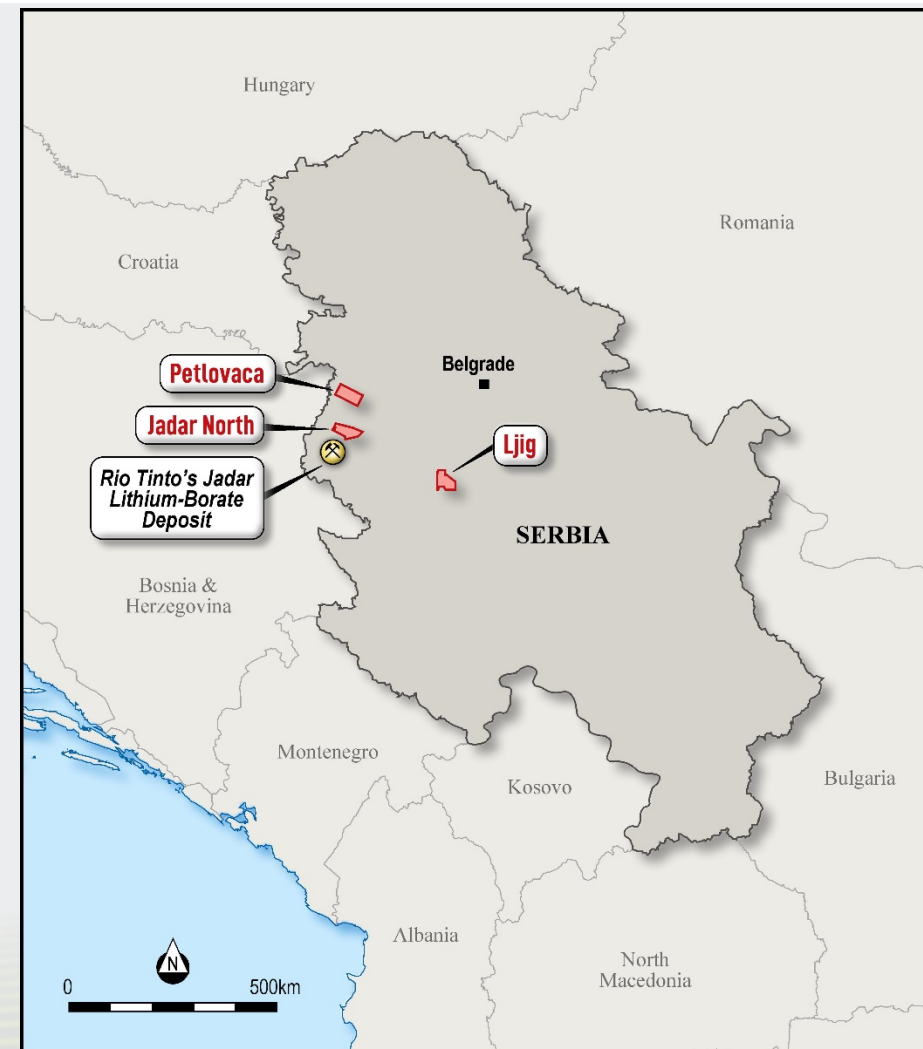 Hungary
Romania
Croatia
Petlovaca
Belgrade
Jadar North
Ljig
Rio Tinto's Jadar
Lithium-Borate
Deposit
SERBIA
Bosnia &
Herzegovina
Montenegro
Kosovo
Bulgaria
Albania
North
Macedonia
N
0 500km